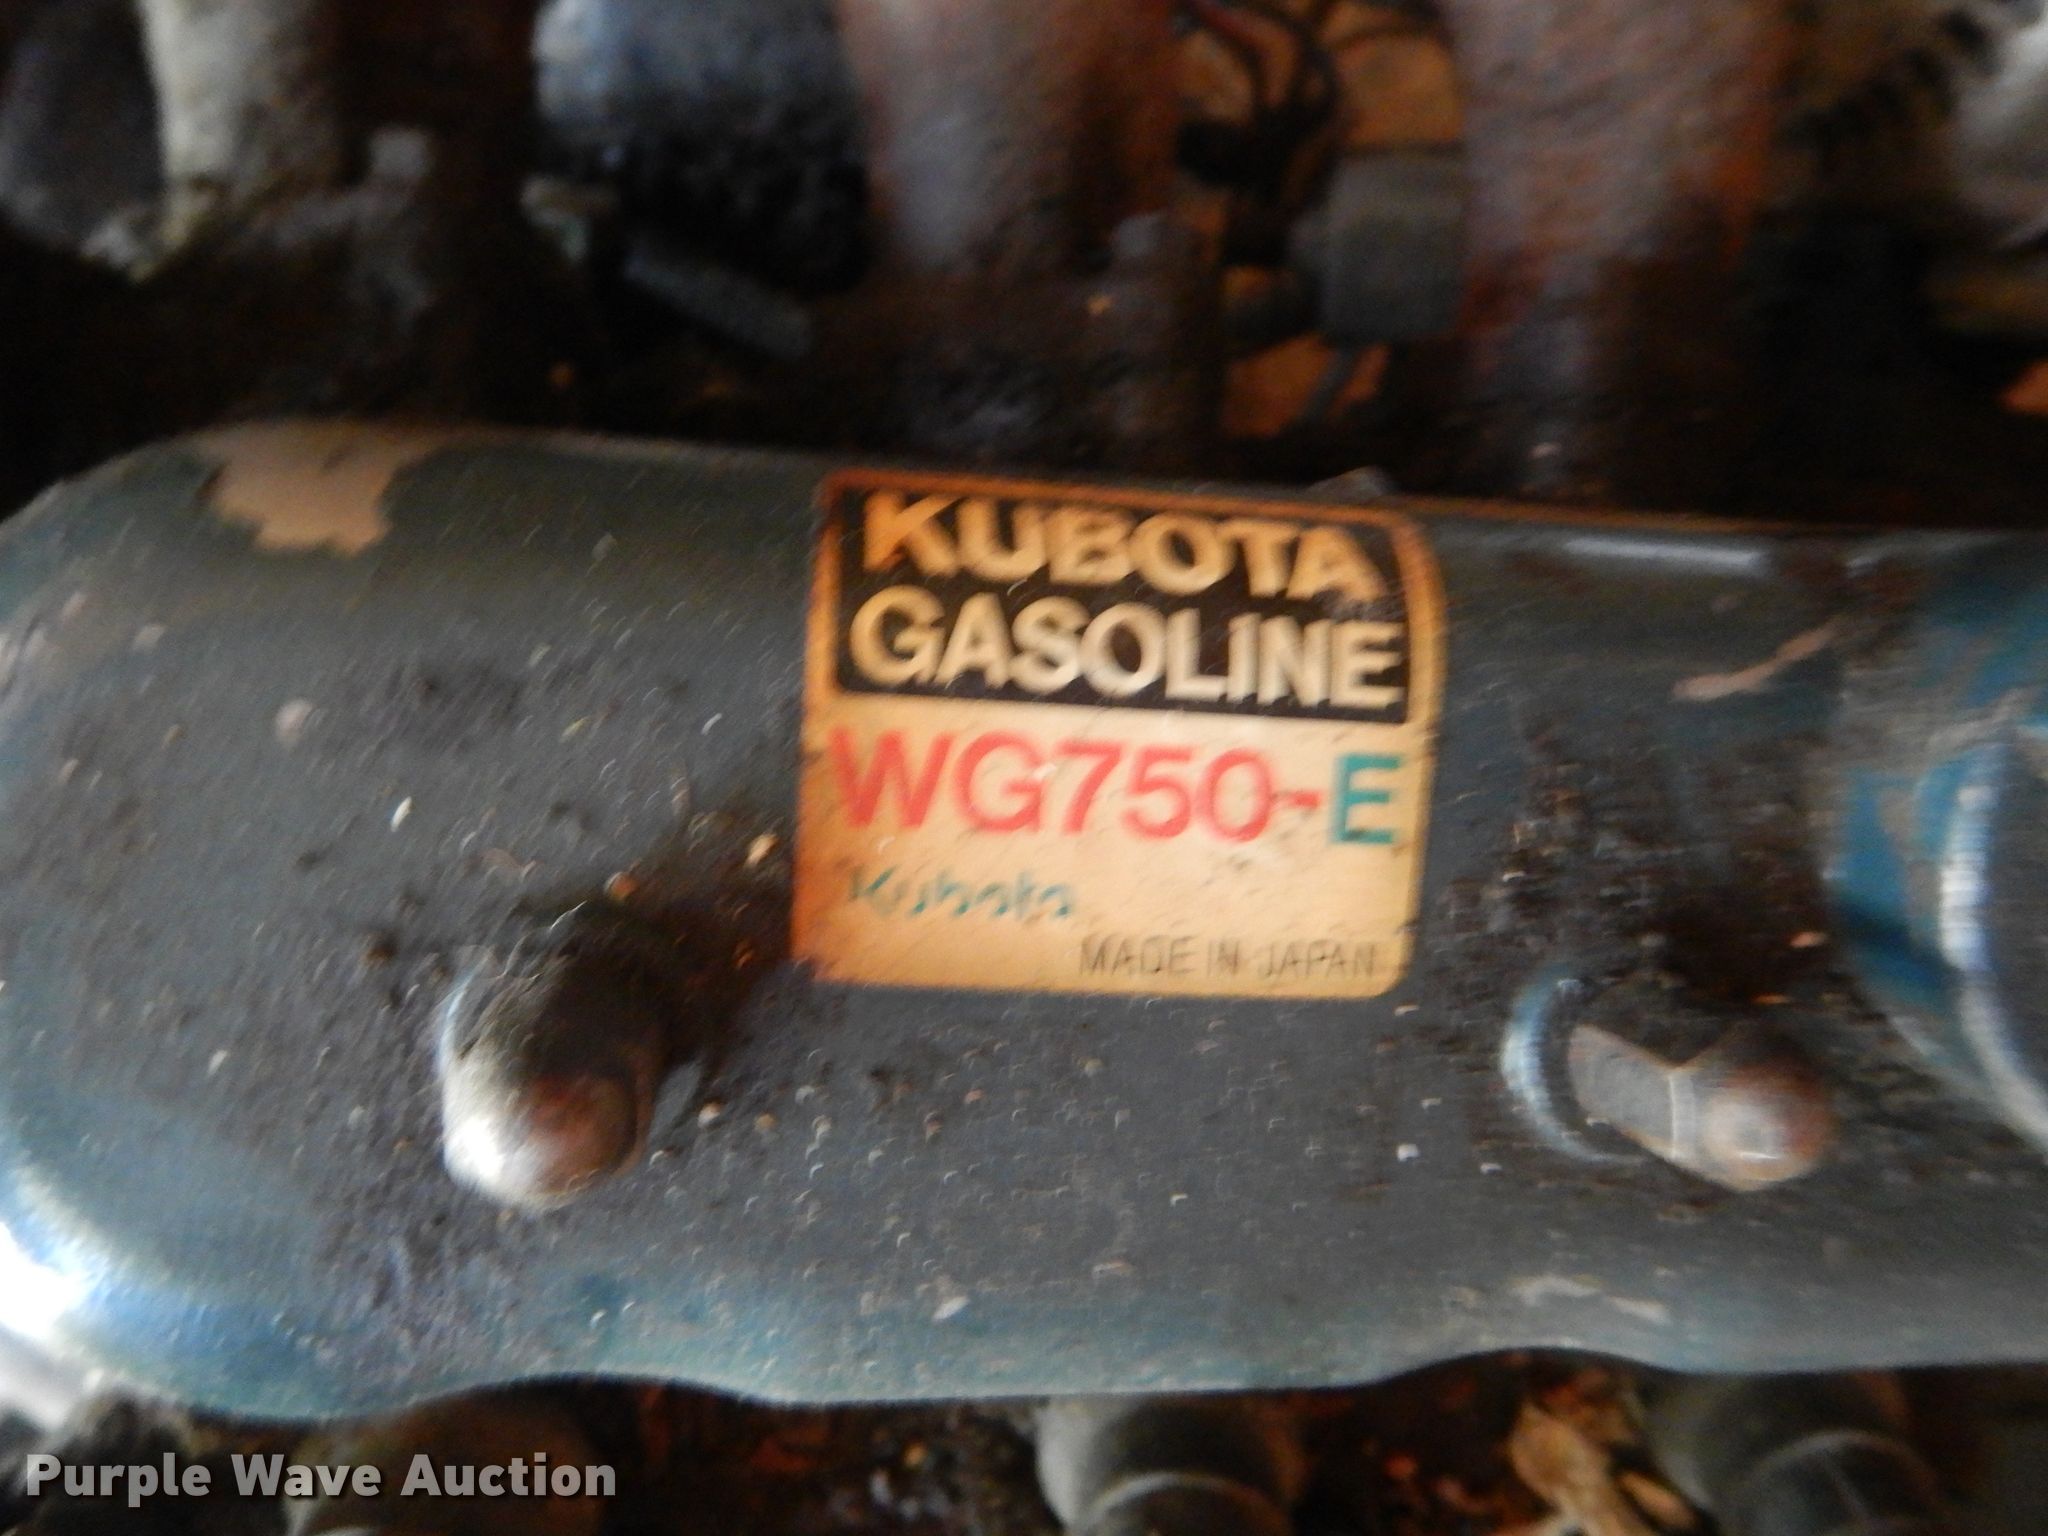 KUBOTA
GASOLINE
WG750-E
Kubota
MADE IN JAPAN
Purple Wave Auction